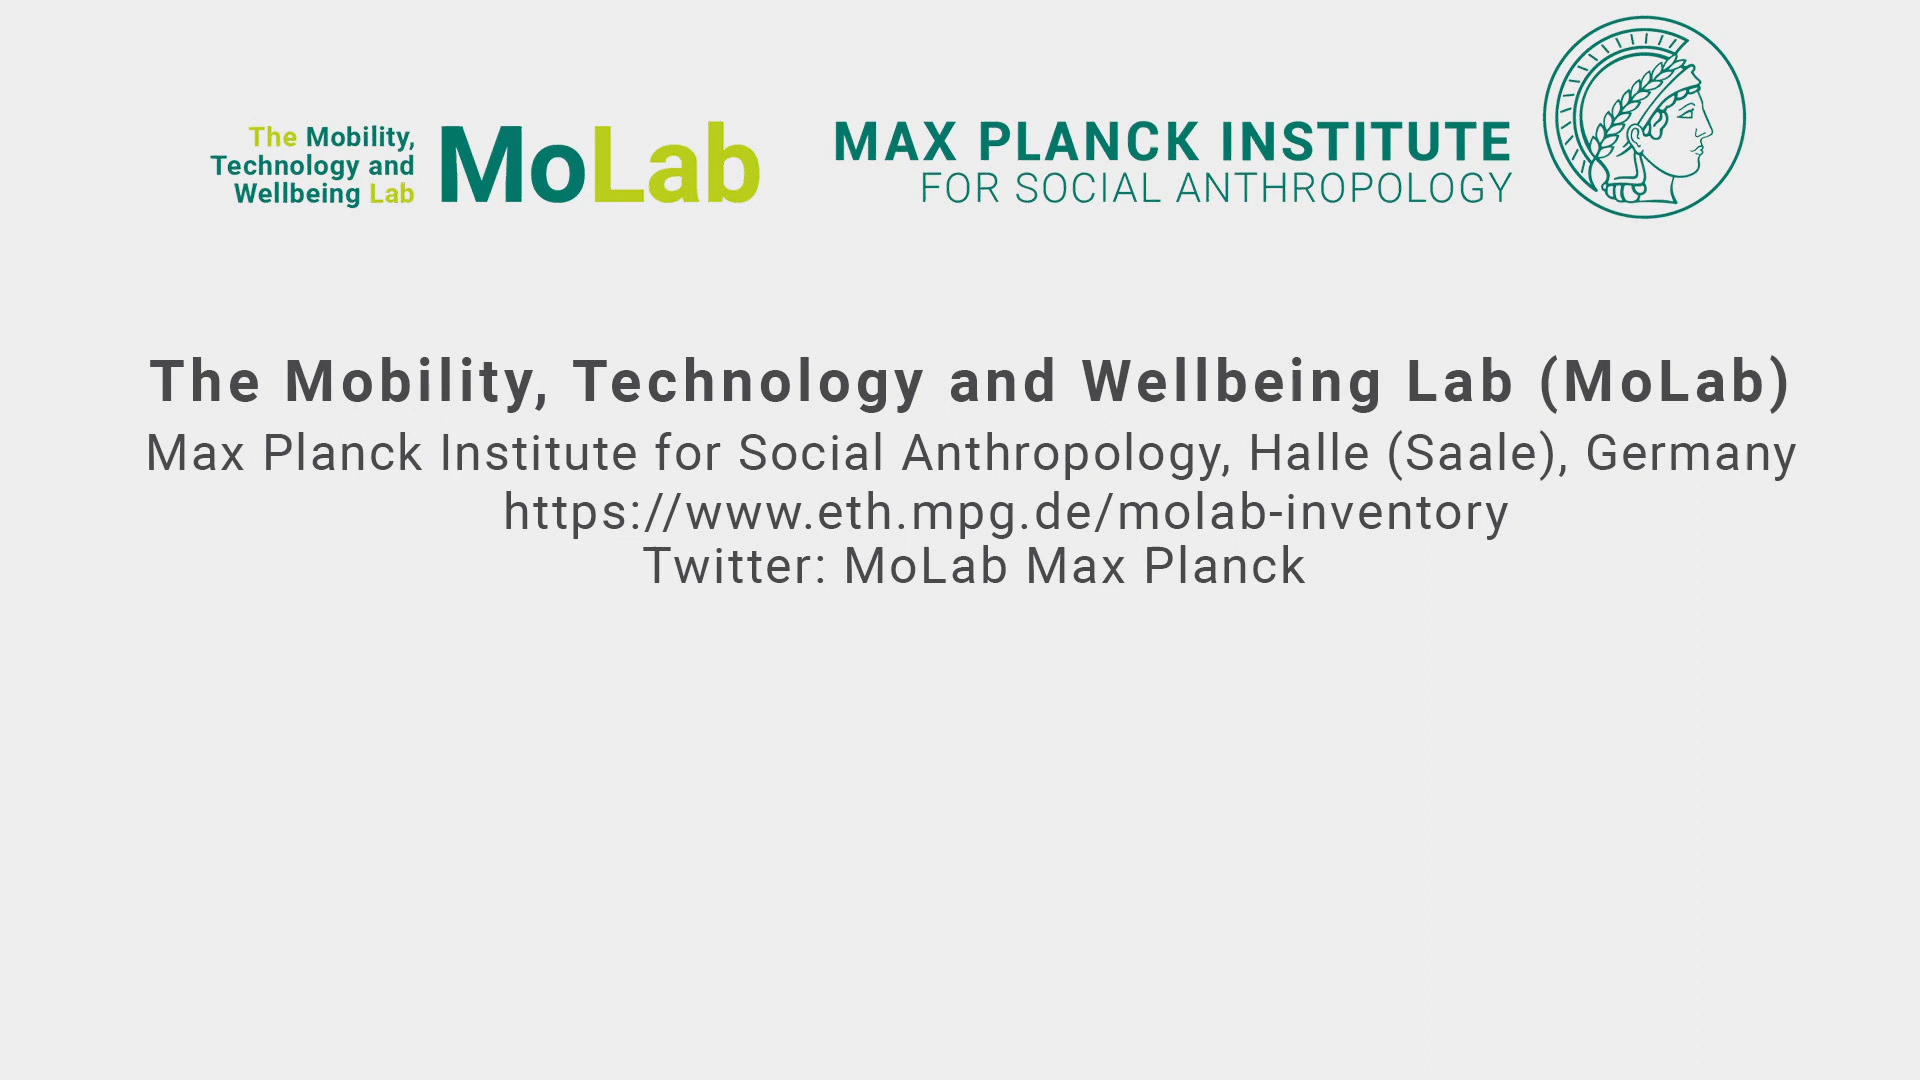 The Mobility,
Technology and
Wellbeing Lab
MoLab
MAX PLANCK INSTITUTE
FOR SOCIAL ANTHROPOLOGY
The Mobility, Technology and Wellbeing Lab (MoLab)
Max Planck Institute for Social Anthropology, Halle (Saale), Germany
https://www.eth.mpg.de/molab-inventory
Twitter: MoLab Max Planck